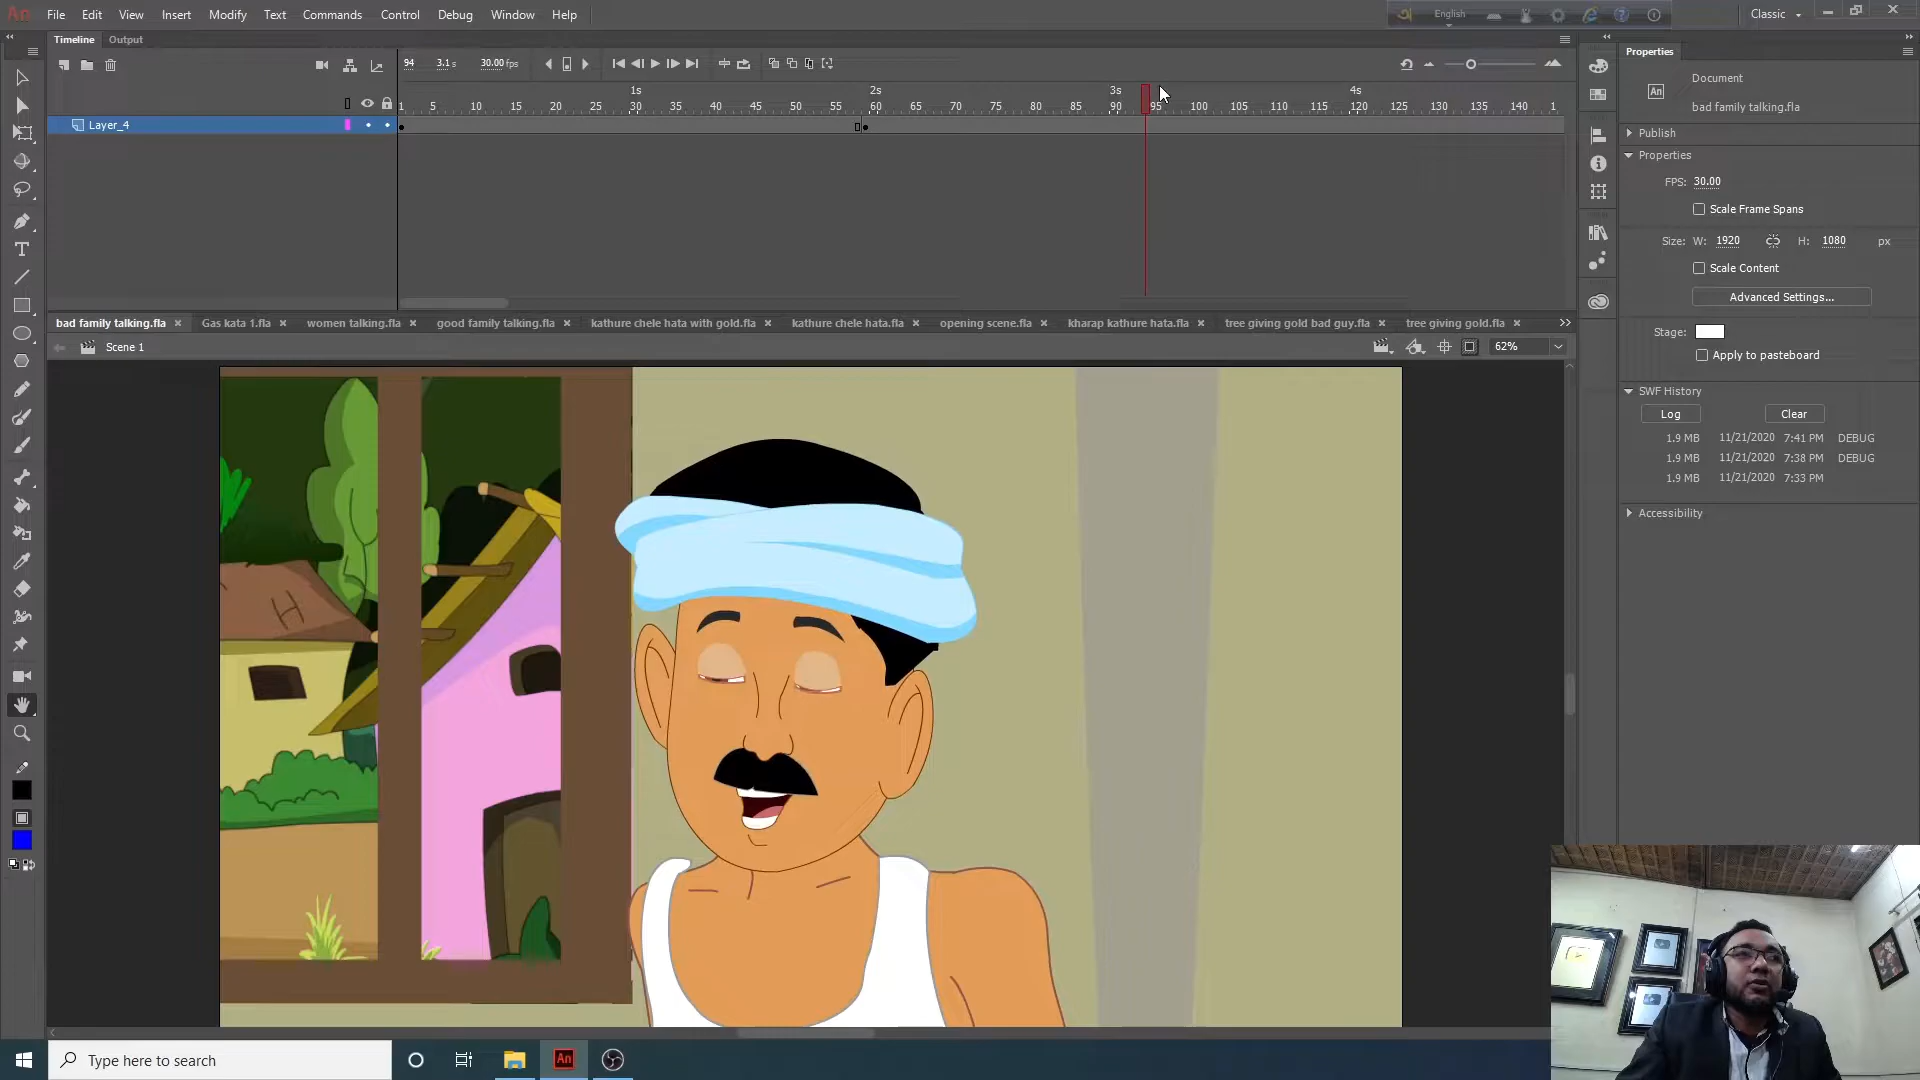 An File Edit View Insert Modify Text Commands Control Debug Window Help English Classic
Timeline Output
94 3.1 s 30.00 fps
1s 2s 3s 4s
1 5 10 15 20 25 30 35 40 45 50 55 60 65 70 75 80 85 90 95 100 105 110 115 120 125 130 135 140 1
Layer_4
bad family talking.fla Gas kata 1.fla women talking.fla good family talking.fla kathure chele hata with gold.fla kathure chele hata.fla opening scene.fla kharap kathure hata.fla tree giving gold bad guy.fla tree giving gold.fla
Scene 1 62%
Properties
An Document
bad family talking.fla
Publish
Properties
FPS: 30.00
Scale Frame Spans
Size: W: 1920 H: 1080 px
Scale Content
Advanced Settings...
Stage:
Apply to pasteboard
SWF History
Log Clear
1.9 MB 11/21/2020 7:41 PM DEBUG
1.9 MB 11/21/2020 7:38 PM DEBUG
1.9 MB 11/21/2020 7:33 PM
Accessibility
Type here to search An